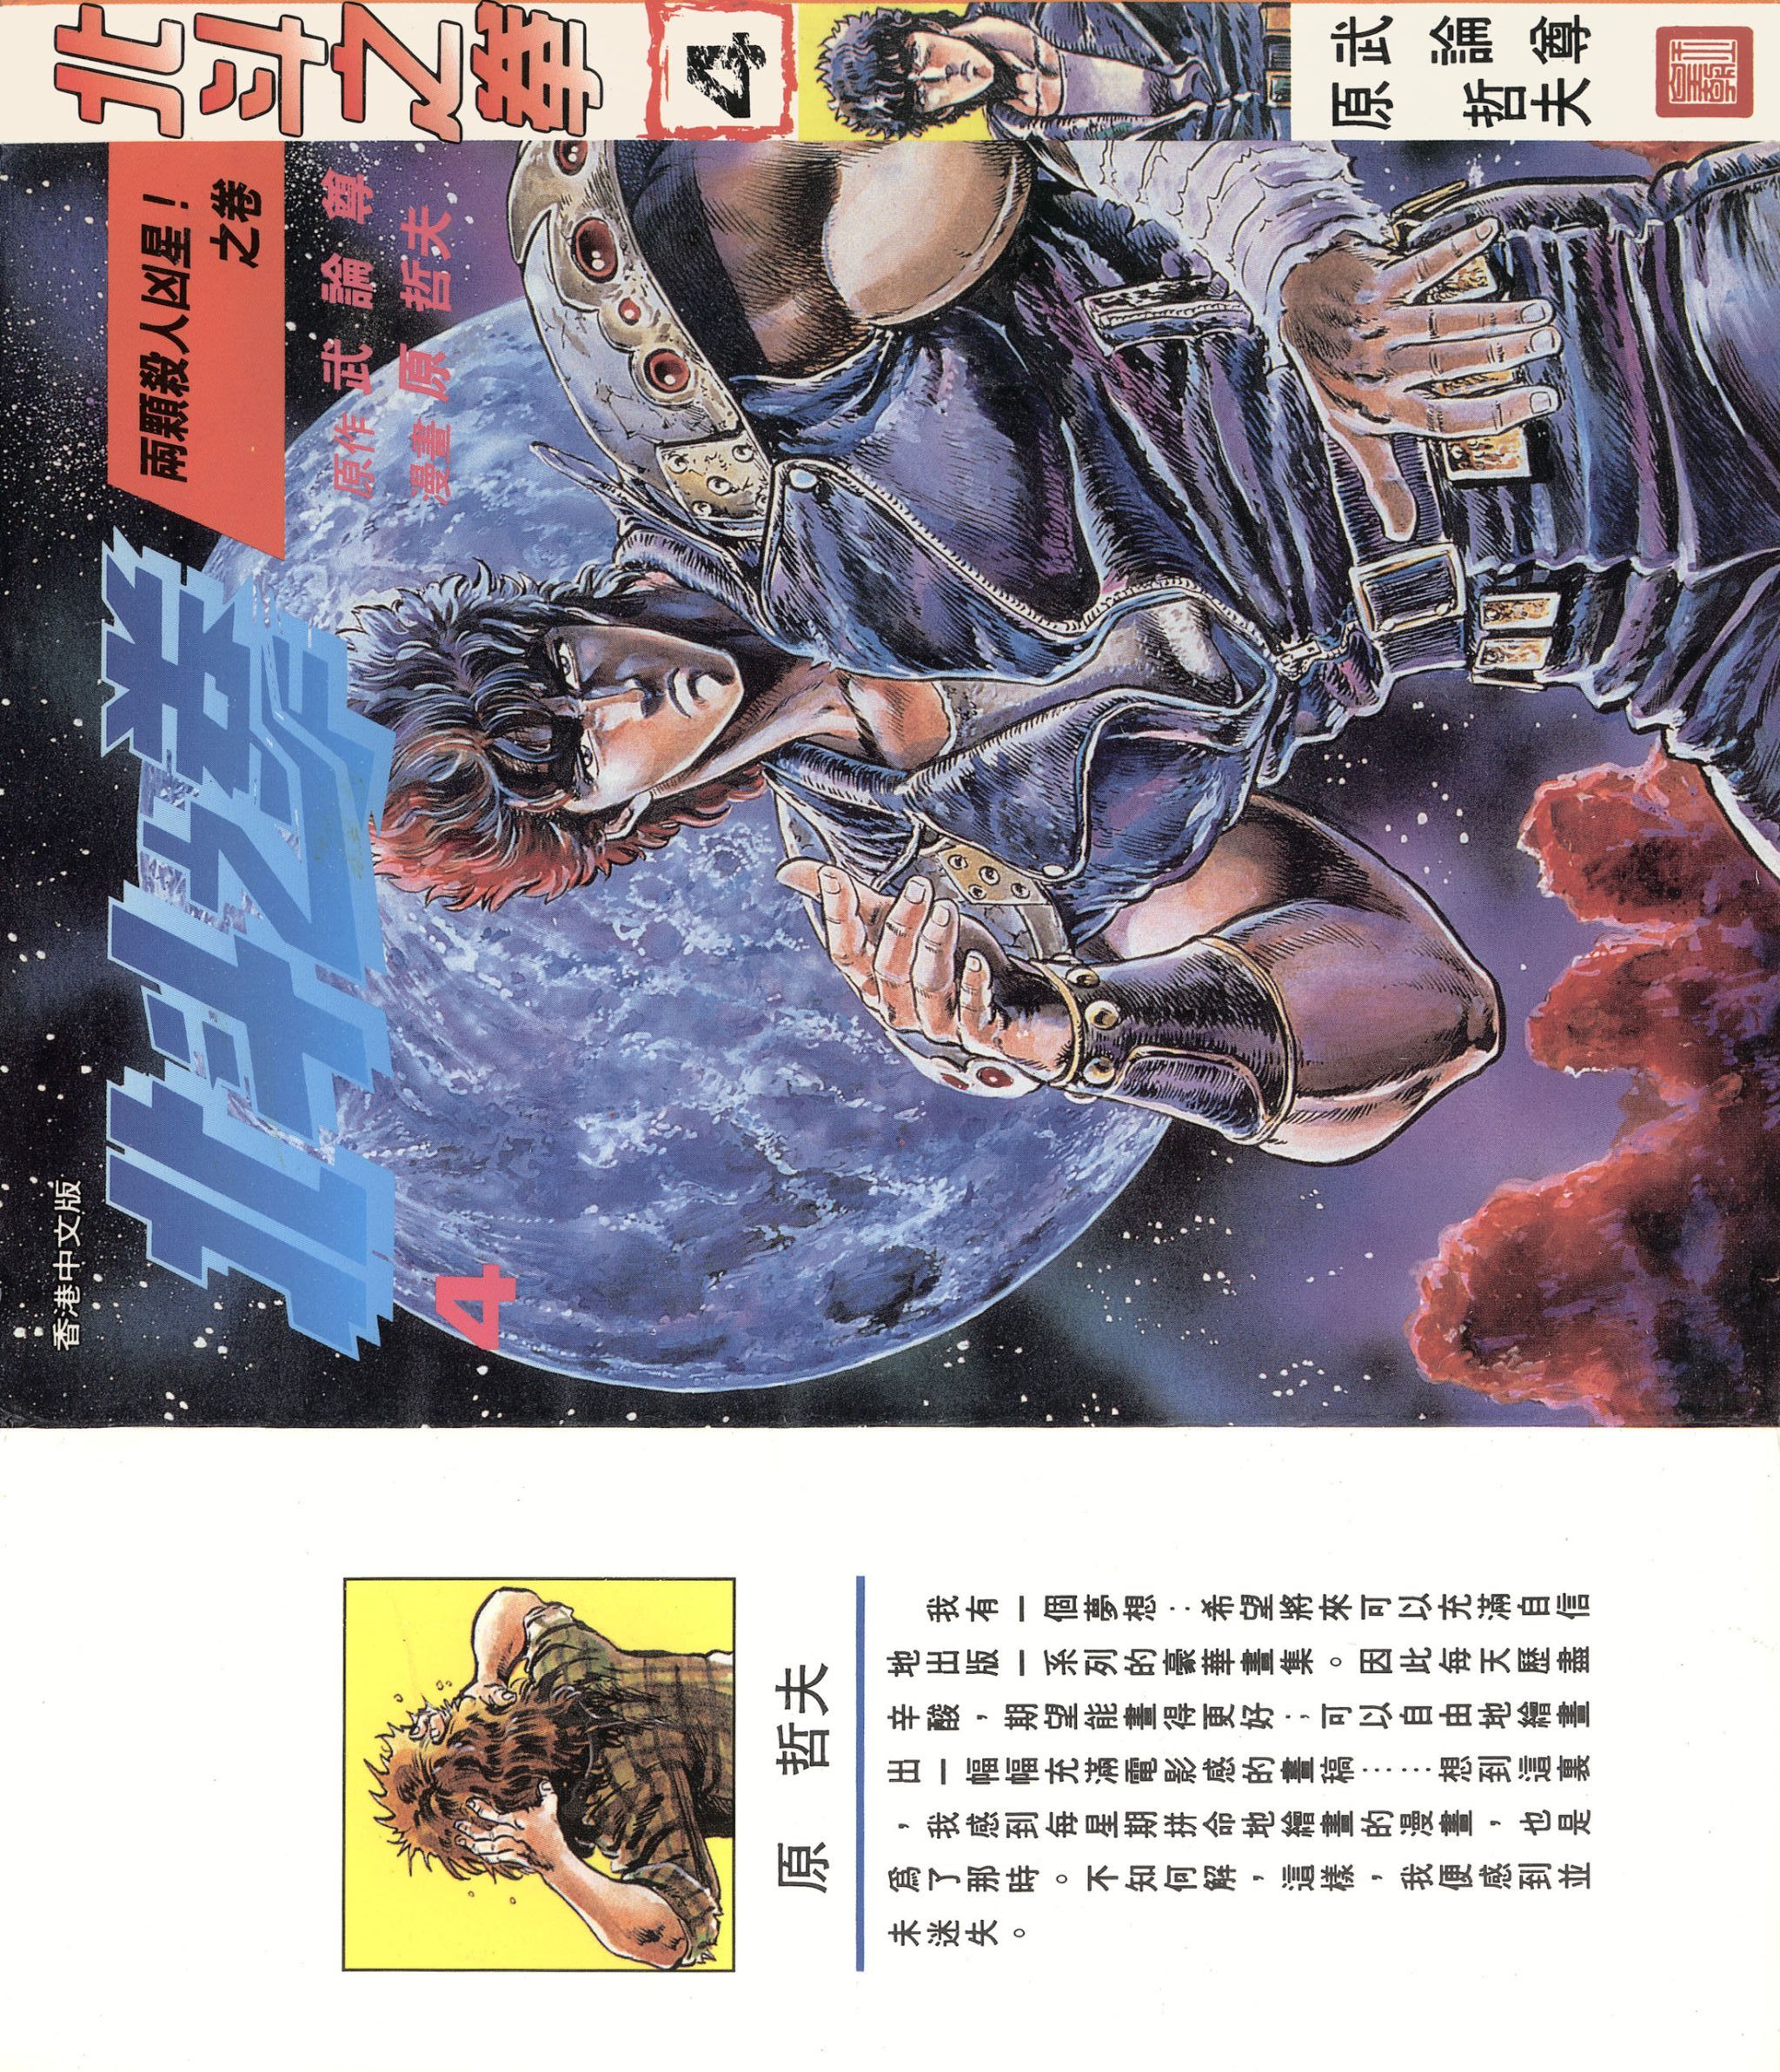 北斗之拳
4
武論尊
原哲夫
香港中文版
北斗之拳
4
兩顆殺人凶星！
之卷
原作 武論尊
漫畫 原哲夫
原 哲夫
我有一個夢想：希望將來可以充滿自信
地出版一系列的豪華畫集。因此每天歷盡
辛酸，期望能畫得更好；可以自由地繪畫
出一幅幅充滿電影感的畫稿……想到這裏
，我感到每星期拼命地繪畫的漫畫，也是
爲了那時。不知何解，這樣，我便感到並
未迷失。